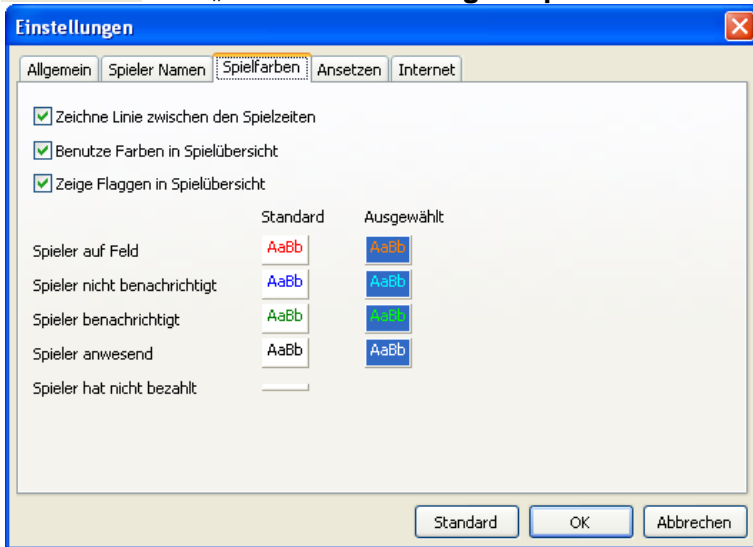 Einstellungen
Allgemein Spieler Namen Spielfarben Ansetzen Internet
Zeichne Linie zwischen den Spielzeiten
Benutze Farben in Spielübersicht
Zeige Flaggen in Spielübersicht
Standard Ausgewählt
Spieler auf Feld AaBb AaBb
Spieler nicht benachrichtigt AaBb AaBb
Spieler benachrichtigt AaBb AaBb
Spieler anwesend AaBb AaBb
Spieler hat nicht bezahlt
Standard OK Abbrechen